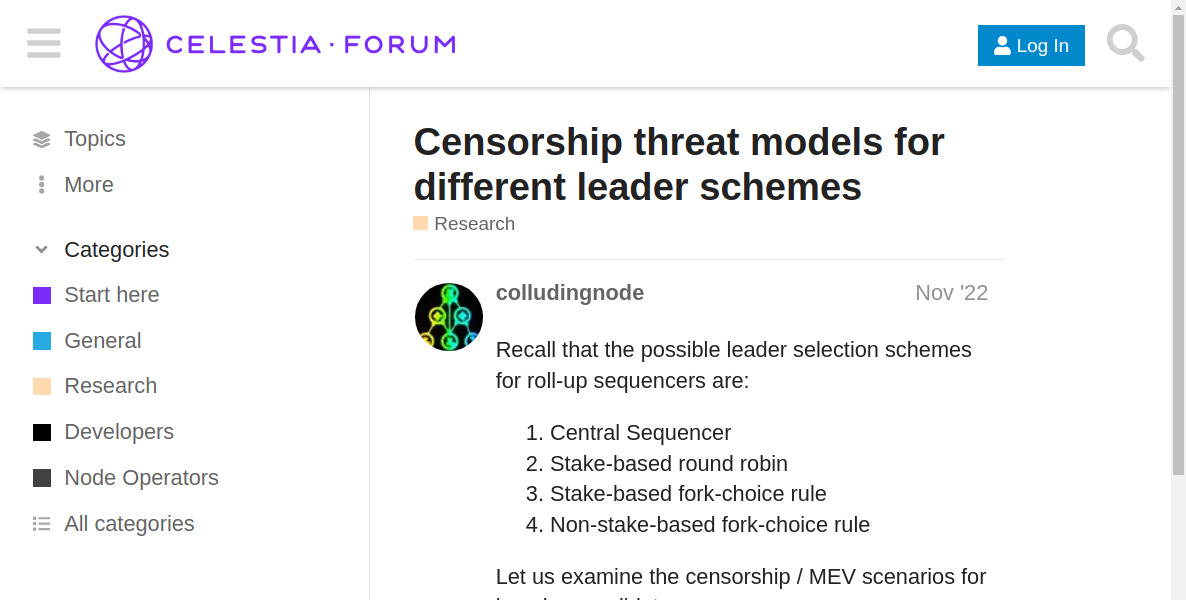 CELESTIA · FORUM
Log In
Topics
More
Categories
Start here
General
Research
Developers
Node Operators
All categories
Censorship threat models for
different leader schemes
Research
colludingnode
Nov '22
Recall that the possible leader selection schemes
for roll-up sequencers are:
1. Central Sequencer
2. Stake-based round robin
3. Stake-based fork-choice rule
4. Non-stake-based fork-choice rule
Let us examine the censorship / MEV scenarios for